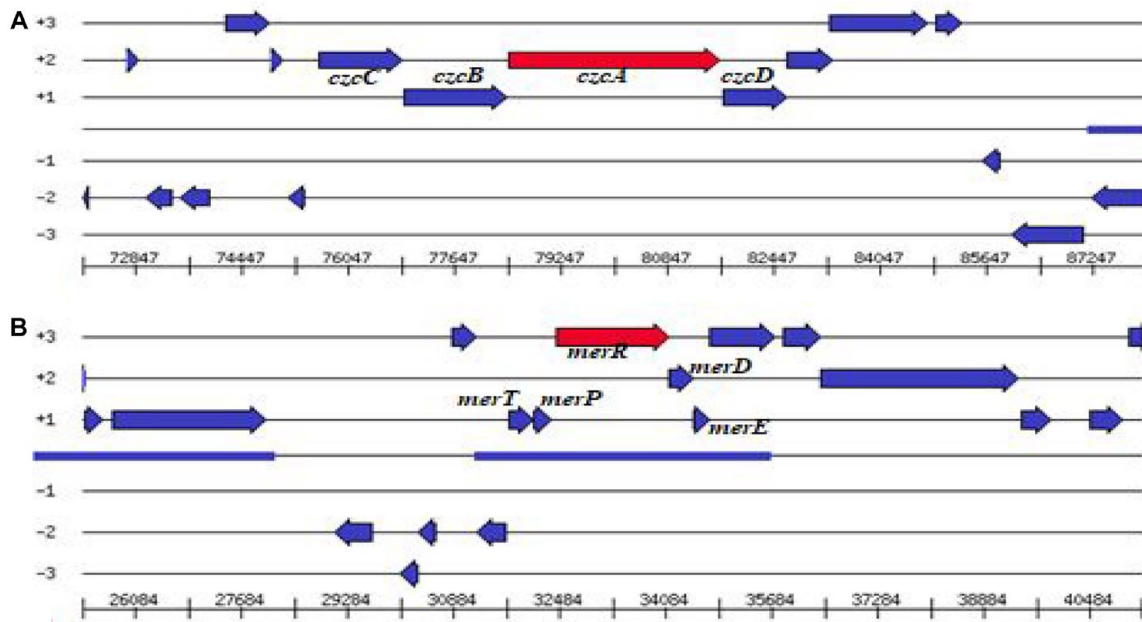 A
+3
+2
czcC
czcB
czcA
czcD
+1
-1
-2
-3
72847 74447 76047 77647 79247 80847 82447 84047 85647 87247
B
+3
merR
+2
merD
+1
merT merP
merE
-1
-2
-3
26084 27684 29284 30884 32484 34084 35684 37284 38884 40484